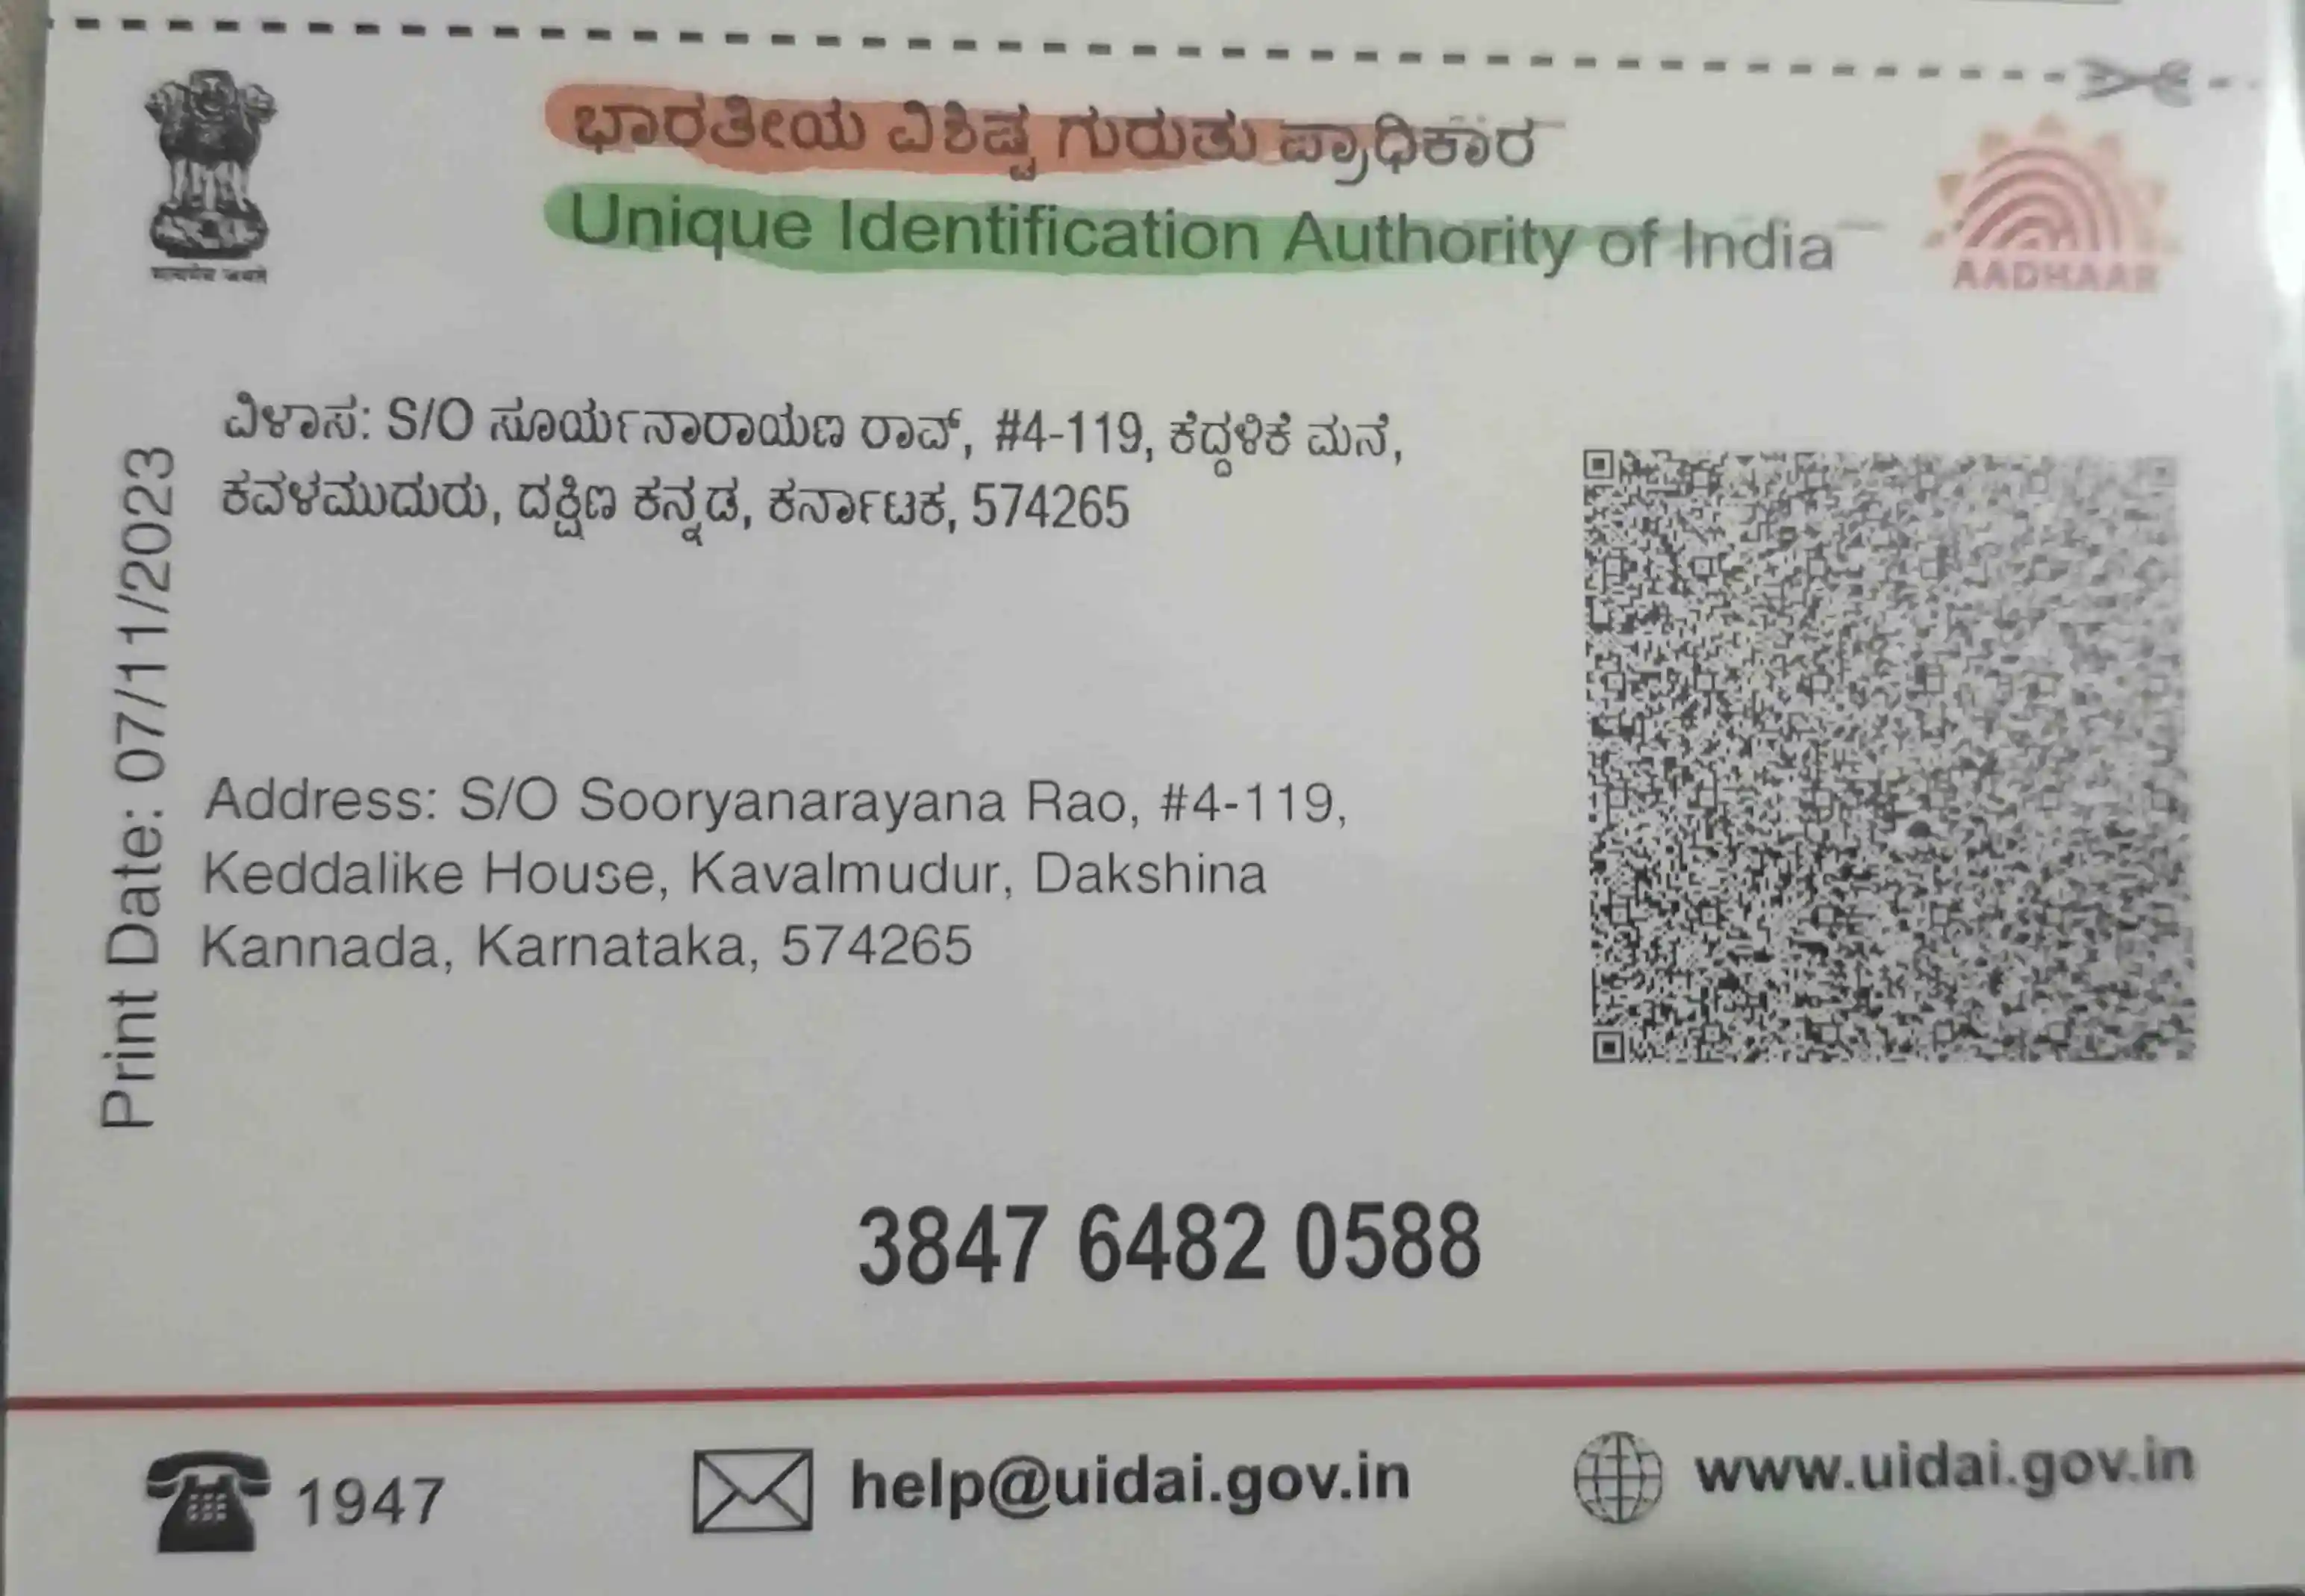 ಭಾರತೀಯ ವಿಶಿಷ್ಟ ಗುರುತು ಪ್ರಾಧಿಕಾರ
Unique Identification Authority of India
सत्यमेव जयते
AADHAAR
ವಿಳಾಸ: S/O ಸೂರ್ಯನಾರಾಯಣ ರಾವ್, #4-119, ಕೆದ್ದಳಿಕೆ ಮನೆ,
ಕವಳಮುದುರು, ದಕ್ಷಿಣ ಕನ್ನಡ, ಕರ್ನಾಟಕ, 574265
Print Date: 07/11/2023
Address: S/O Sooryanarayana Rao, #4-119,
Keddalike House, Kavalmudur, Dakshina
Kannada, Karnataka, 574265
3847 6482 0588
1947
help@uidai.gov.in
www.uidai.gov.in